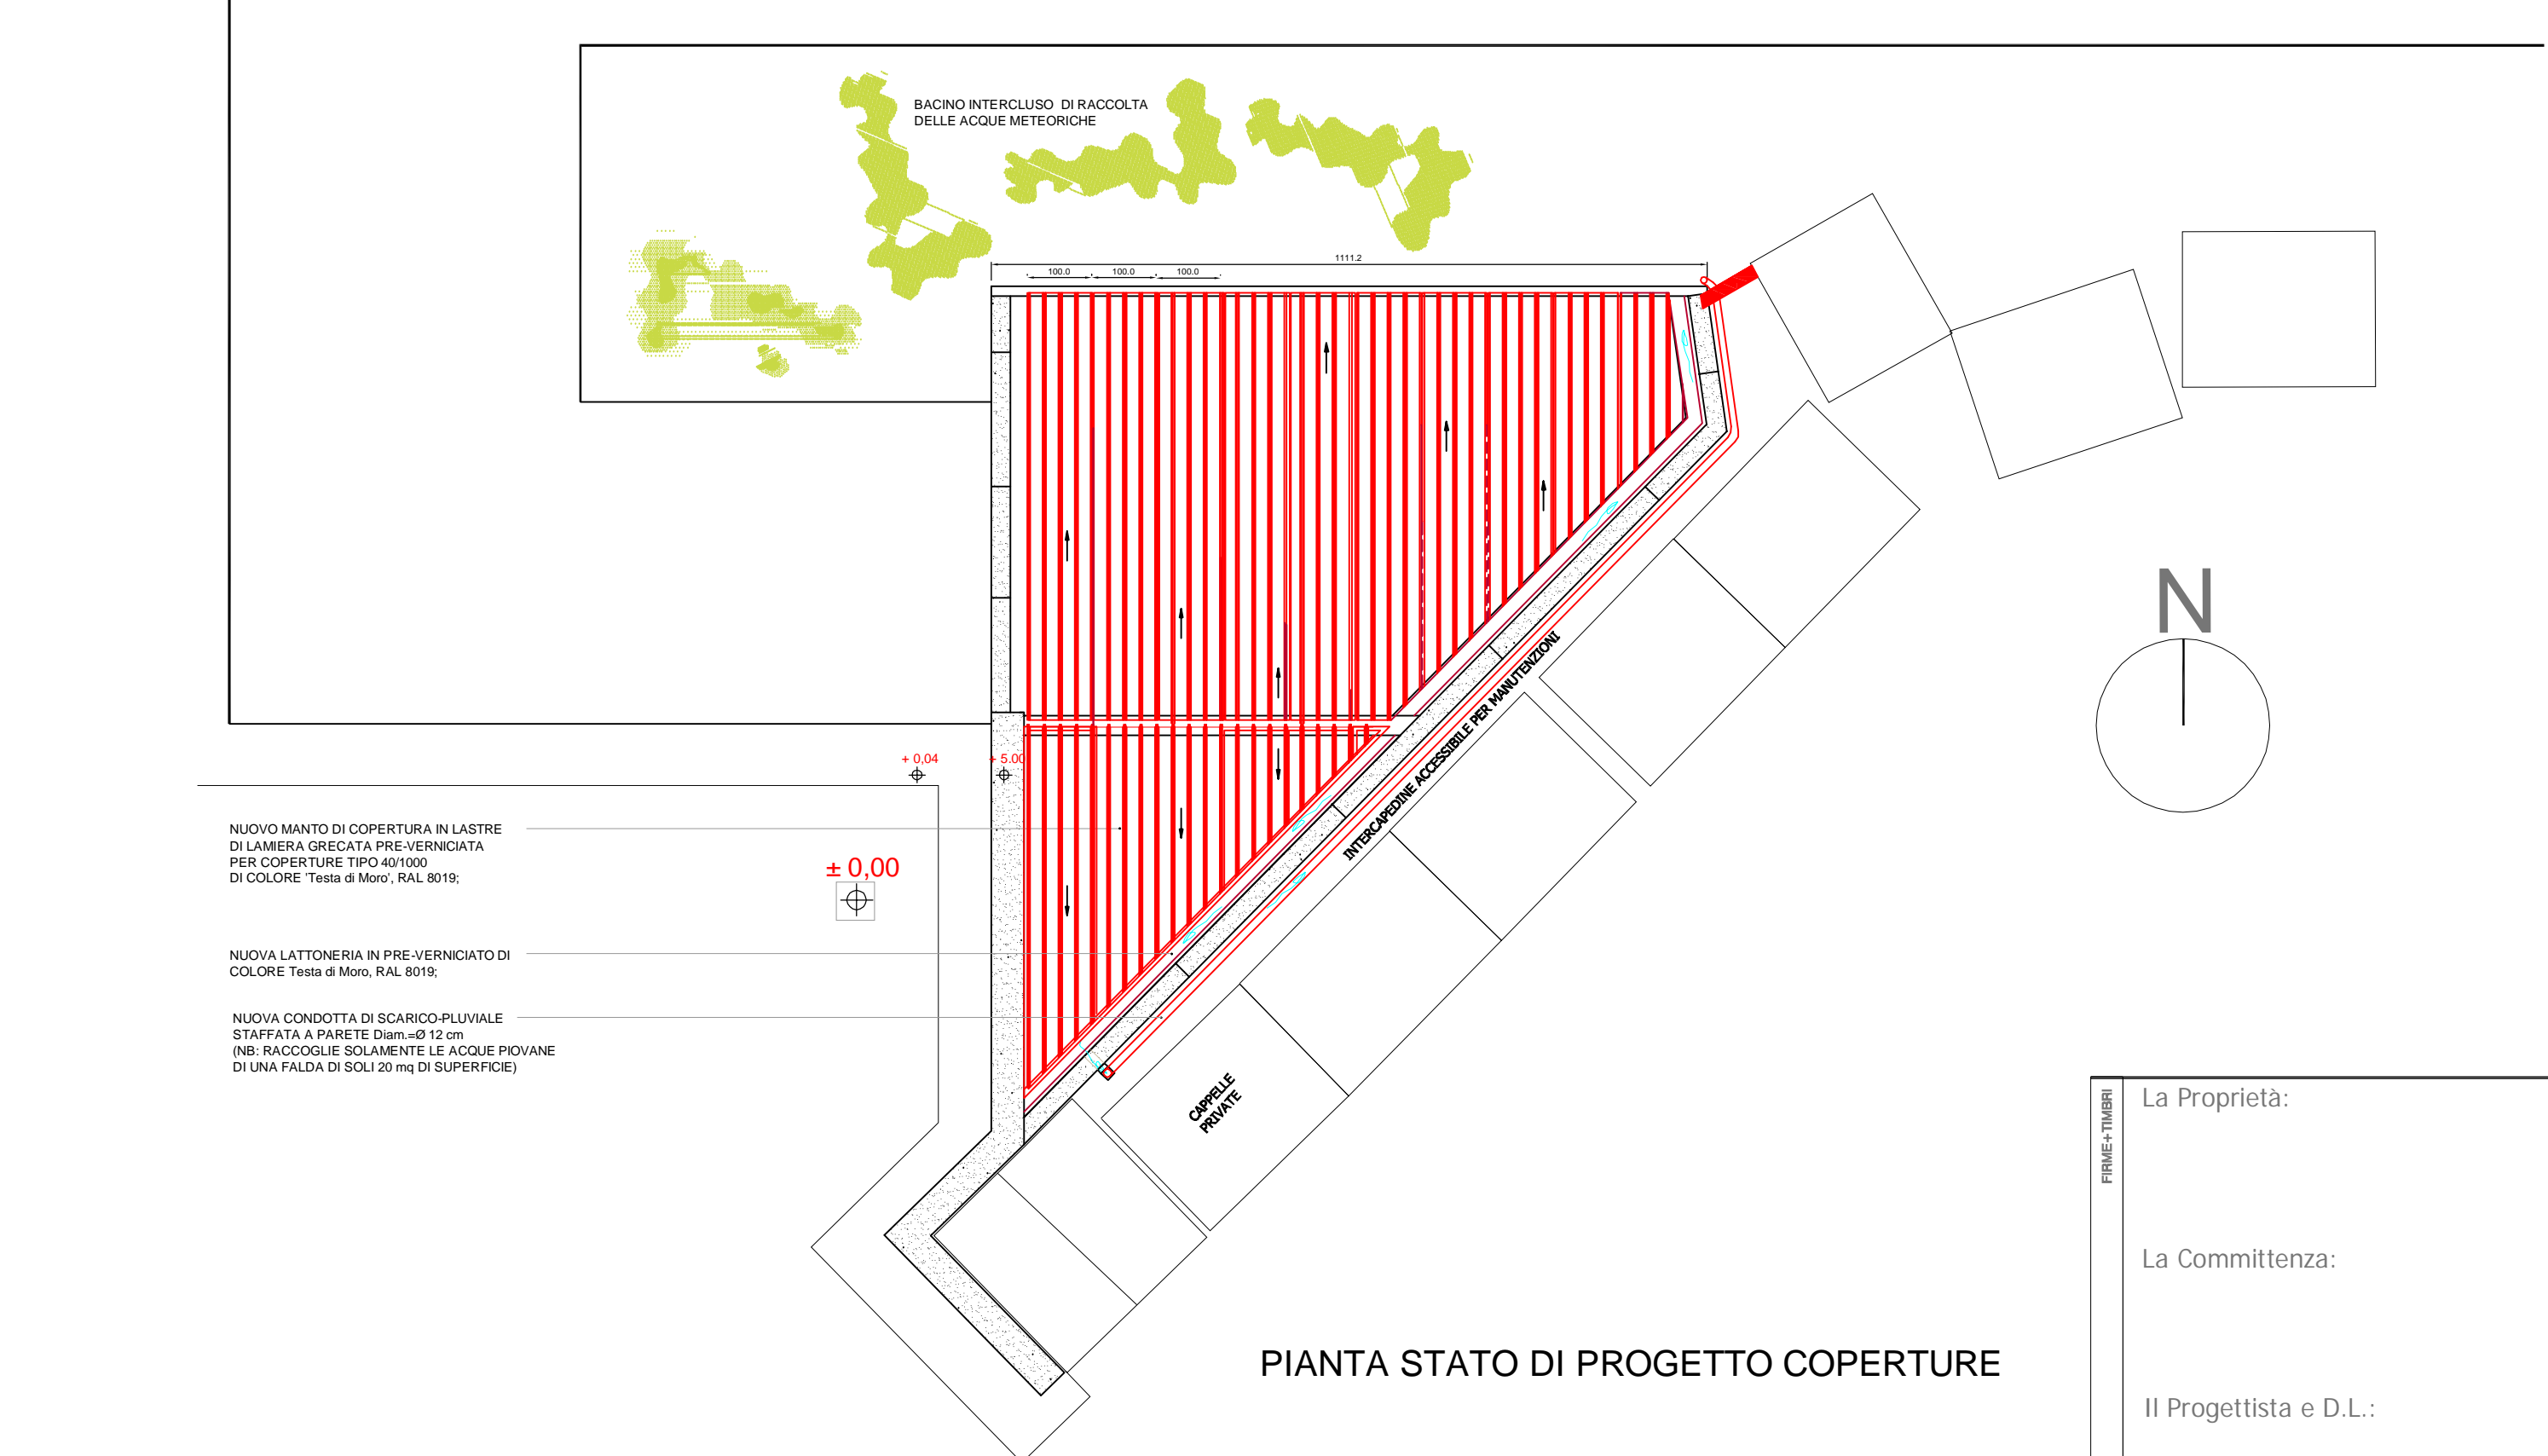 BACINO INTERCLUSO DI RACCOLTA
DELLE ACQUE METEORICHE
1111.2
100.0
100.0
100.0
N
+ 0,04
+ 5.00
± 0,00
NUOVO MANTO DI COPERTURA IN LASTRE
DI LAMIERA GRECATA PRE-VERNICIATA
PER COPERTURE TIPO 40/1000
DI COLORE 'Testa di Moro', RAL 8019;
NUOVA LATTONERIA IN PRE-VERNICIATO DI
COLORE Testa di Moro, RAL 8019;
NUOVA CONDOTTA DI SCARICO-PLUVIALE
STAFFATA A PARETE Diam.=Ø 12 cm
(NB: RACCOGLIE SOLAMENTE LE ACQUE PIOVANE
DI UNA FALDA DI SOLI 20 mq DI SUPERFICIE)
INTERCAPEDINE ACCESSIBILE PER MANUTENZIONI
CAPPELLE
PRIVATE
PIANTA STATO DI PROGETTO COPERTURE
FIRME+TIMBRI
La Proprietà:
La Committenza:
Il Progettista e D.L.: